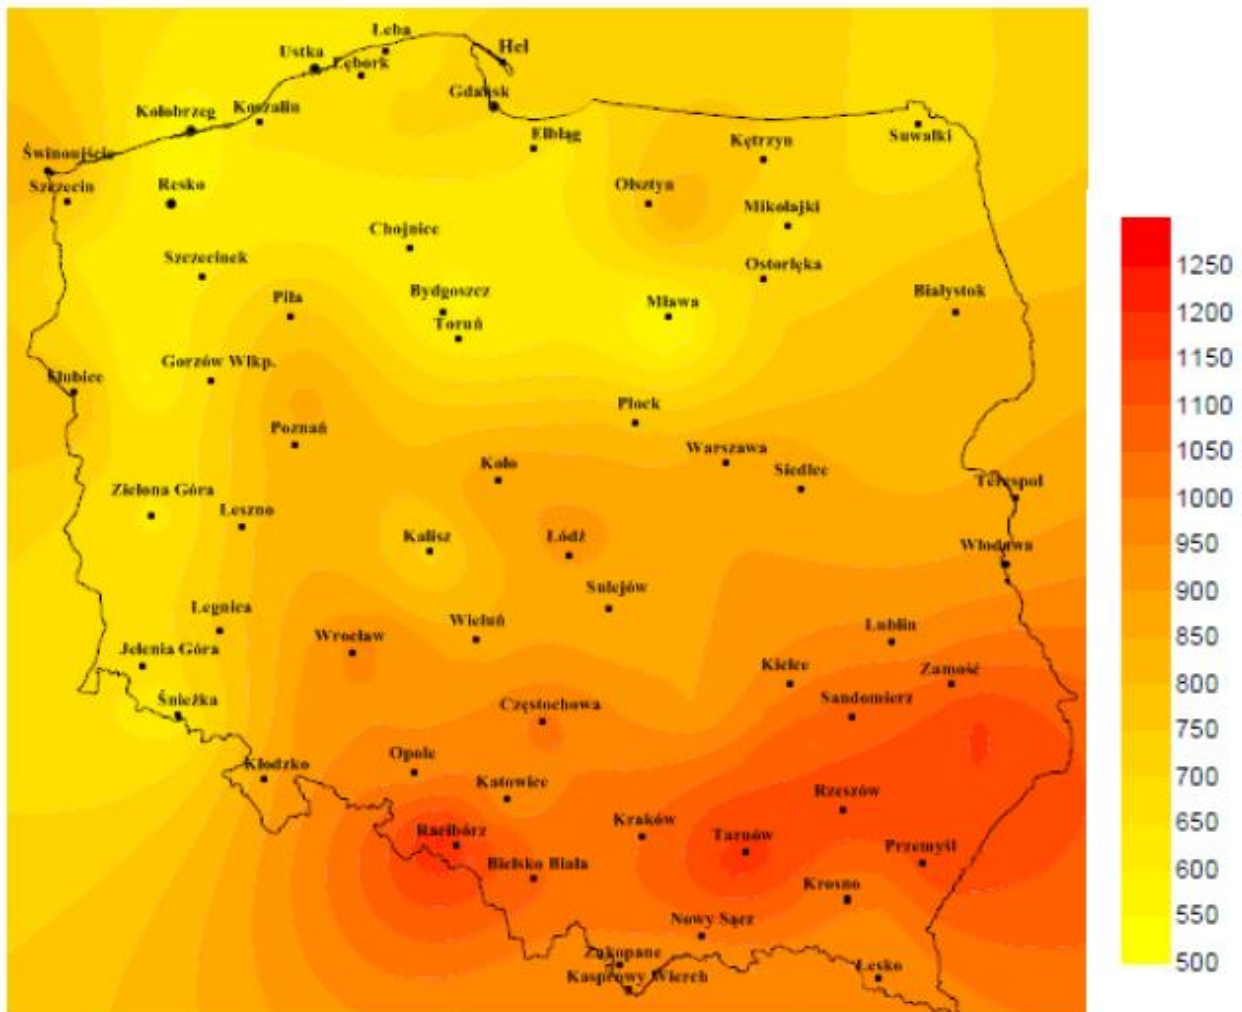 Łeba
Ustka
Hel
Lębork
Gdańsk
Kołobrzeg
Koszalin
Elbląg
Suwałki
Kętrzyn
Świnoujście
Szczecin
Resko
Olsztyn
Mikołajki
Chojnice
Szczecinek
Ostorłęka
Piła
Bydgoszcz
Mława
Białystok
Toruń
Gorzów Wlkp.
Słubice
Płock
Poznań
Warszawa
Koło
Siedlec
Terespol
Zielona Góra
Leszno
Kalisz
Łódź
Włodawa
Sulejów
Legnica
Wieluń
Lublin
Wrocław
Jelenia Góra
Kielce
Zamość
Śnieżka
Sandomierz
Częstochowa
Opole
Kłodzko
Katowice
Rzeszów
Kraków
Racibórz
Tarnów
Przemyśl
Bielsko Biała
Krosno
Nowy Sącz
Zakopane
Lesko
Kasprowy Wierch
1250
1200
1150
1100
1050
1000
950
900
850
800
750
700
650
600
550
500